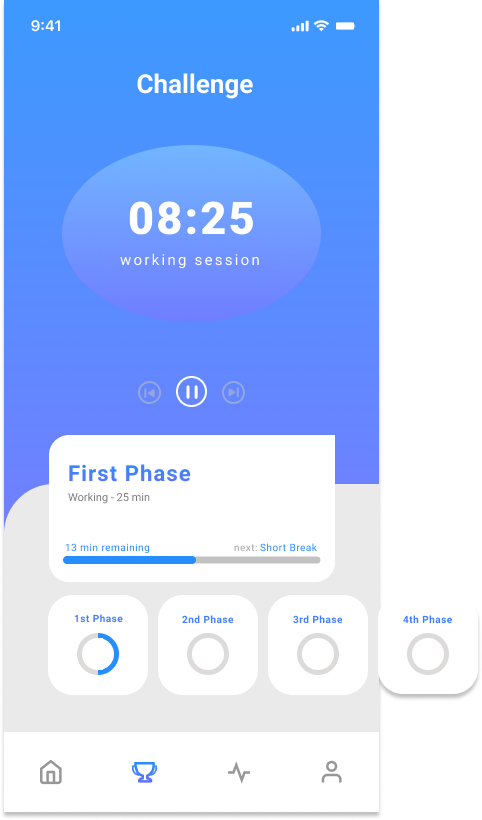 9:41
Challenge
08:25
working session
First Phase
Working - 25 min
13 min remaining next: Short Break
1st Phase 2nd Phase 3rd Phase 4th Phase